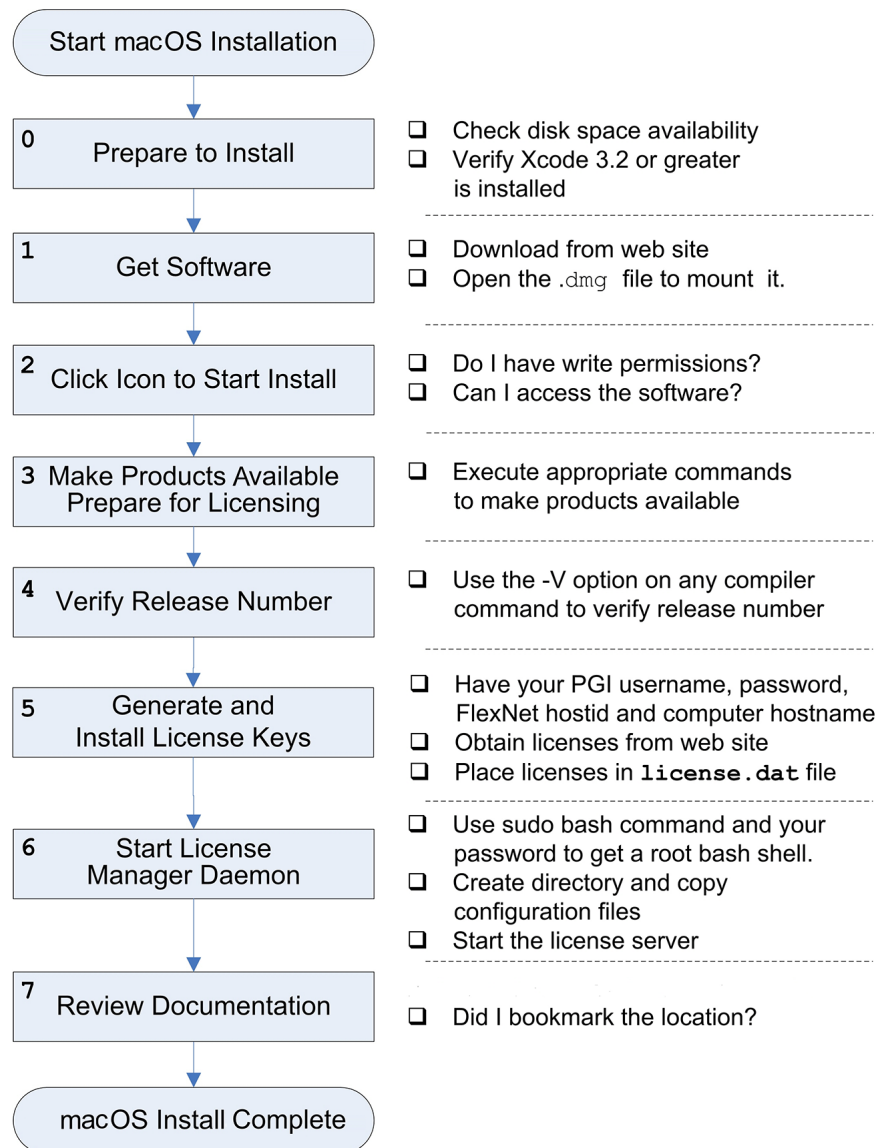 Start macOS Installation
0
Prepare to Install
❑ Check disk space availability
❑ Verify Xcode 3.2 or greater
is installed
1
Get Software
❑ Download from web site
❑ Open the .dmg file to mount it.
2
Click Icon to Start Install
❑ Do I have write permissions?
❑ Can I access the software?
3 Make Products Available
Prepare for Licensing
❑ Execute appropriate commands
to make products available
4
Verify Release Number
❑ Use the -V option on any compiler
command to verify release number
5
Generate and
Install License Keys
❑ Have your PGI username, password,
FlexNet hostid and computer hostname
❑ Obtain licenses from web site
❑ Place licenses in license.dat file
6
Start License
Manager Daemon
❑ Use sudo bash command and your
password to get a root bash shell.
❑ Create directory and copy
configuration files
❑ Start the license server
7
Review Documentation
❑ Did I bookmark the location?
macOS Install Complete